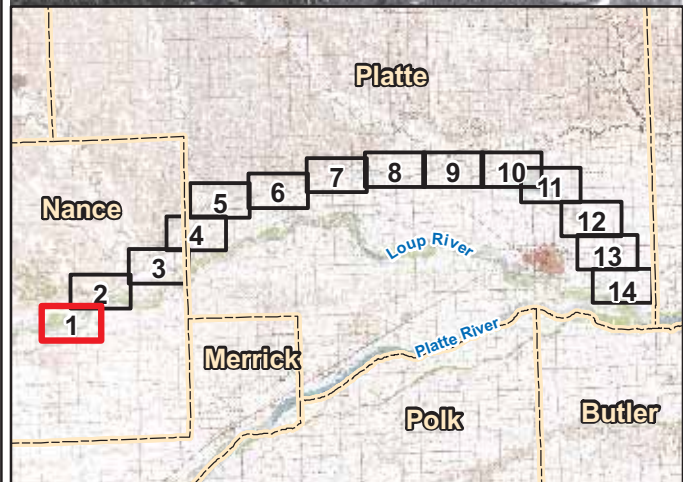 Platte
7
8
9
10
6
11
5
Nance
4
12
Loup River
13
3
2
14
1
Platte River
Merrick
Polk
Butler